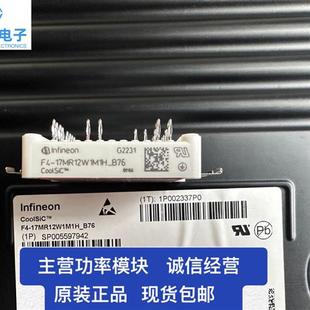 电子
Infineon G2231
F4-17MR12W1M1H_B76
CoolSiC™
Infineon
CoolSiC™
F4-17MR12W1M1H_B76
(1P) SP005597942
(1T): 1P002337P0
Pb
主营功率模块 诚信经营
原装正品 现货包邮